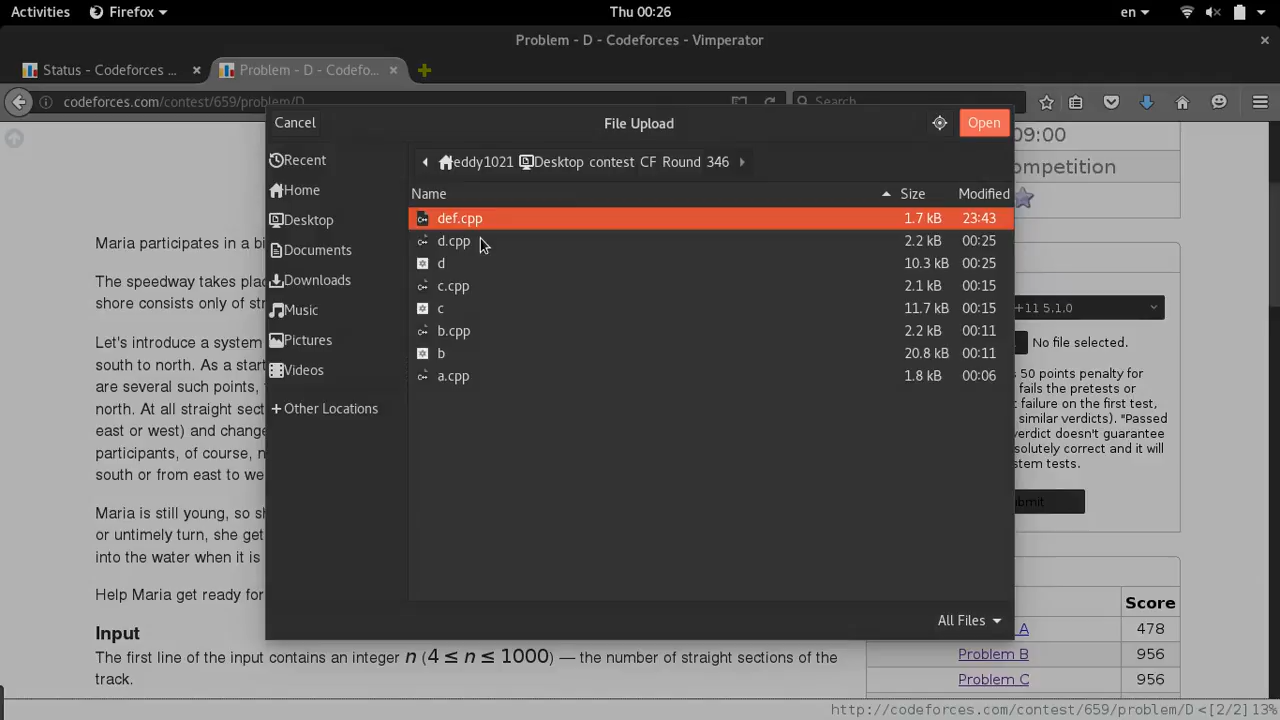 Activities Firefox Thu 00:26 en
Problem - D - Codeforces - Vimperator
Status - Codeforces ... Problem - D - Codefo...
codeforces.com/contest/659/problem/D Search
Cancel File Upload Open
09:00
Recent eddy1021 Desktop contest CF Round 346
Home Name Size Modified
Desktop def.cpp 1.7 kB 23:43
d.cpp 2.2 kB 00:25
Documents d 10.3 kB 00:25
Downloads c.cpp 2.1 kB 00:15
Music c 11.7 kB 00:15
Pictures b.cpp 2.2 kB 00:11
Videos b 20.8 kB 00:11
a.cpp 1.8 kB 00:06
Other Locations
All Files
Maria participates in a bi
The speedway takes plac
shore consists only of str
Let's introduce a system
south to north. As a start
are several such points,
north. At all straight sect
east or west) and change
participants, of course, n
south or from east to we
Maria is still young, so sh
or untimely turn, she get
into the water when it is
Help Maria get ready for
Input
The first line of the input contains an integer n (4 ≤ n ≤ 1000) — the number of straight sections of the
track.
ompetition
+11 5.1.0
No file selected.
s 50 points penalty for
fails the pretests or
t failure on the first test,
similar verdicts). "Passed
verdict doesn't guarantee
solutely correct and it will
stem tests.
bmit
Score
A 478
Problem B 956
Problem C 956
http://codeforces.com/contest/659/problem/D <[2/2] 13%